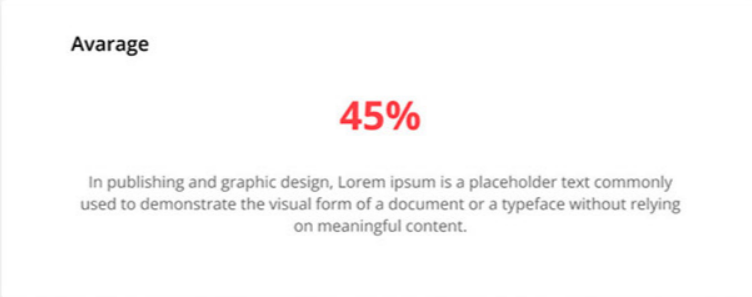 Avarage
45%
In publishing and graphic design, Lorem ipsum is a placeholder text commonly
used to demonstrate the visual form of a document or a typeface without relying
on meaningful content.